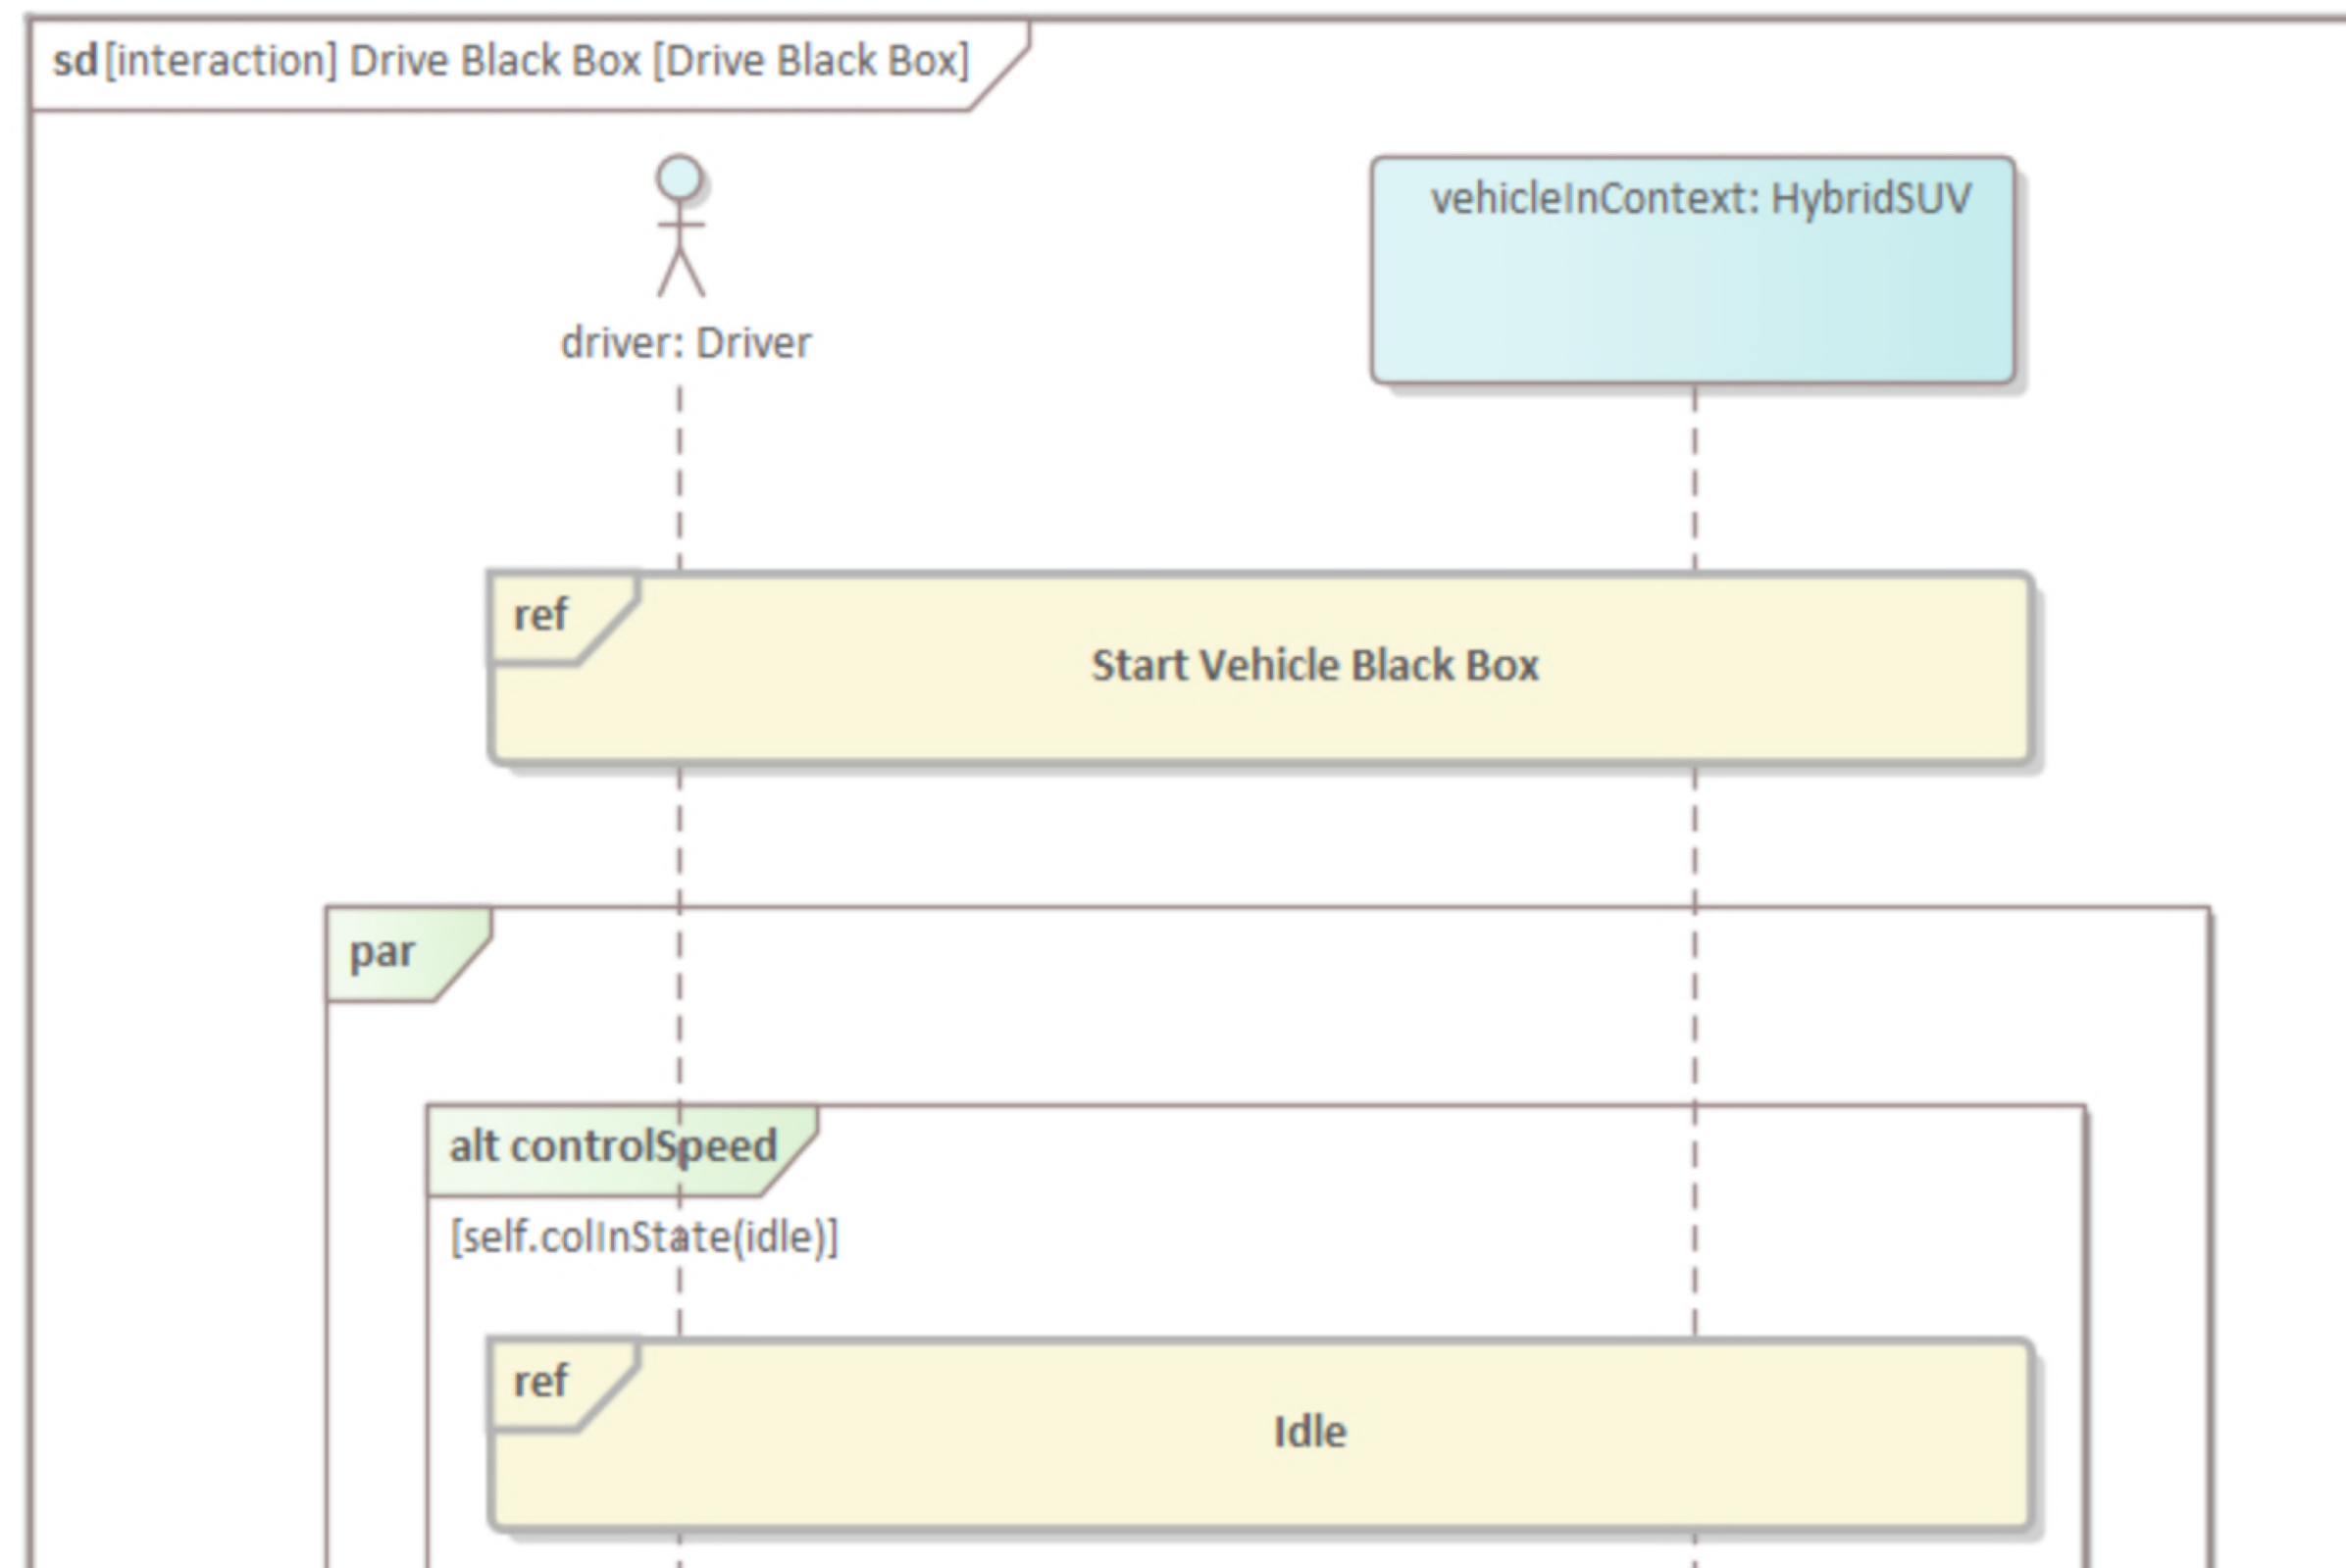 sd [interaction] Drive Black Box [Drive Black Box]
vehicleInContext: HybridSUV
driver: Driver
ref
Start Vehicle Black Box
par
alt controlSpeed
[self.colInState(idle)]
ref
Idle